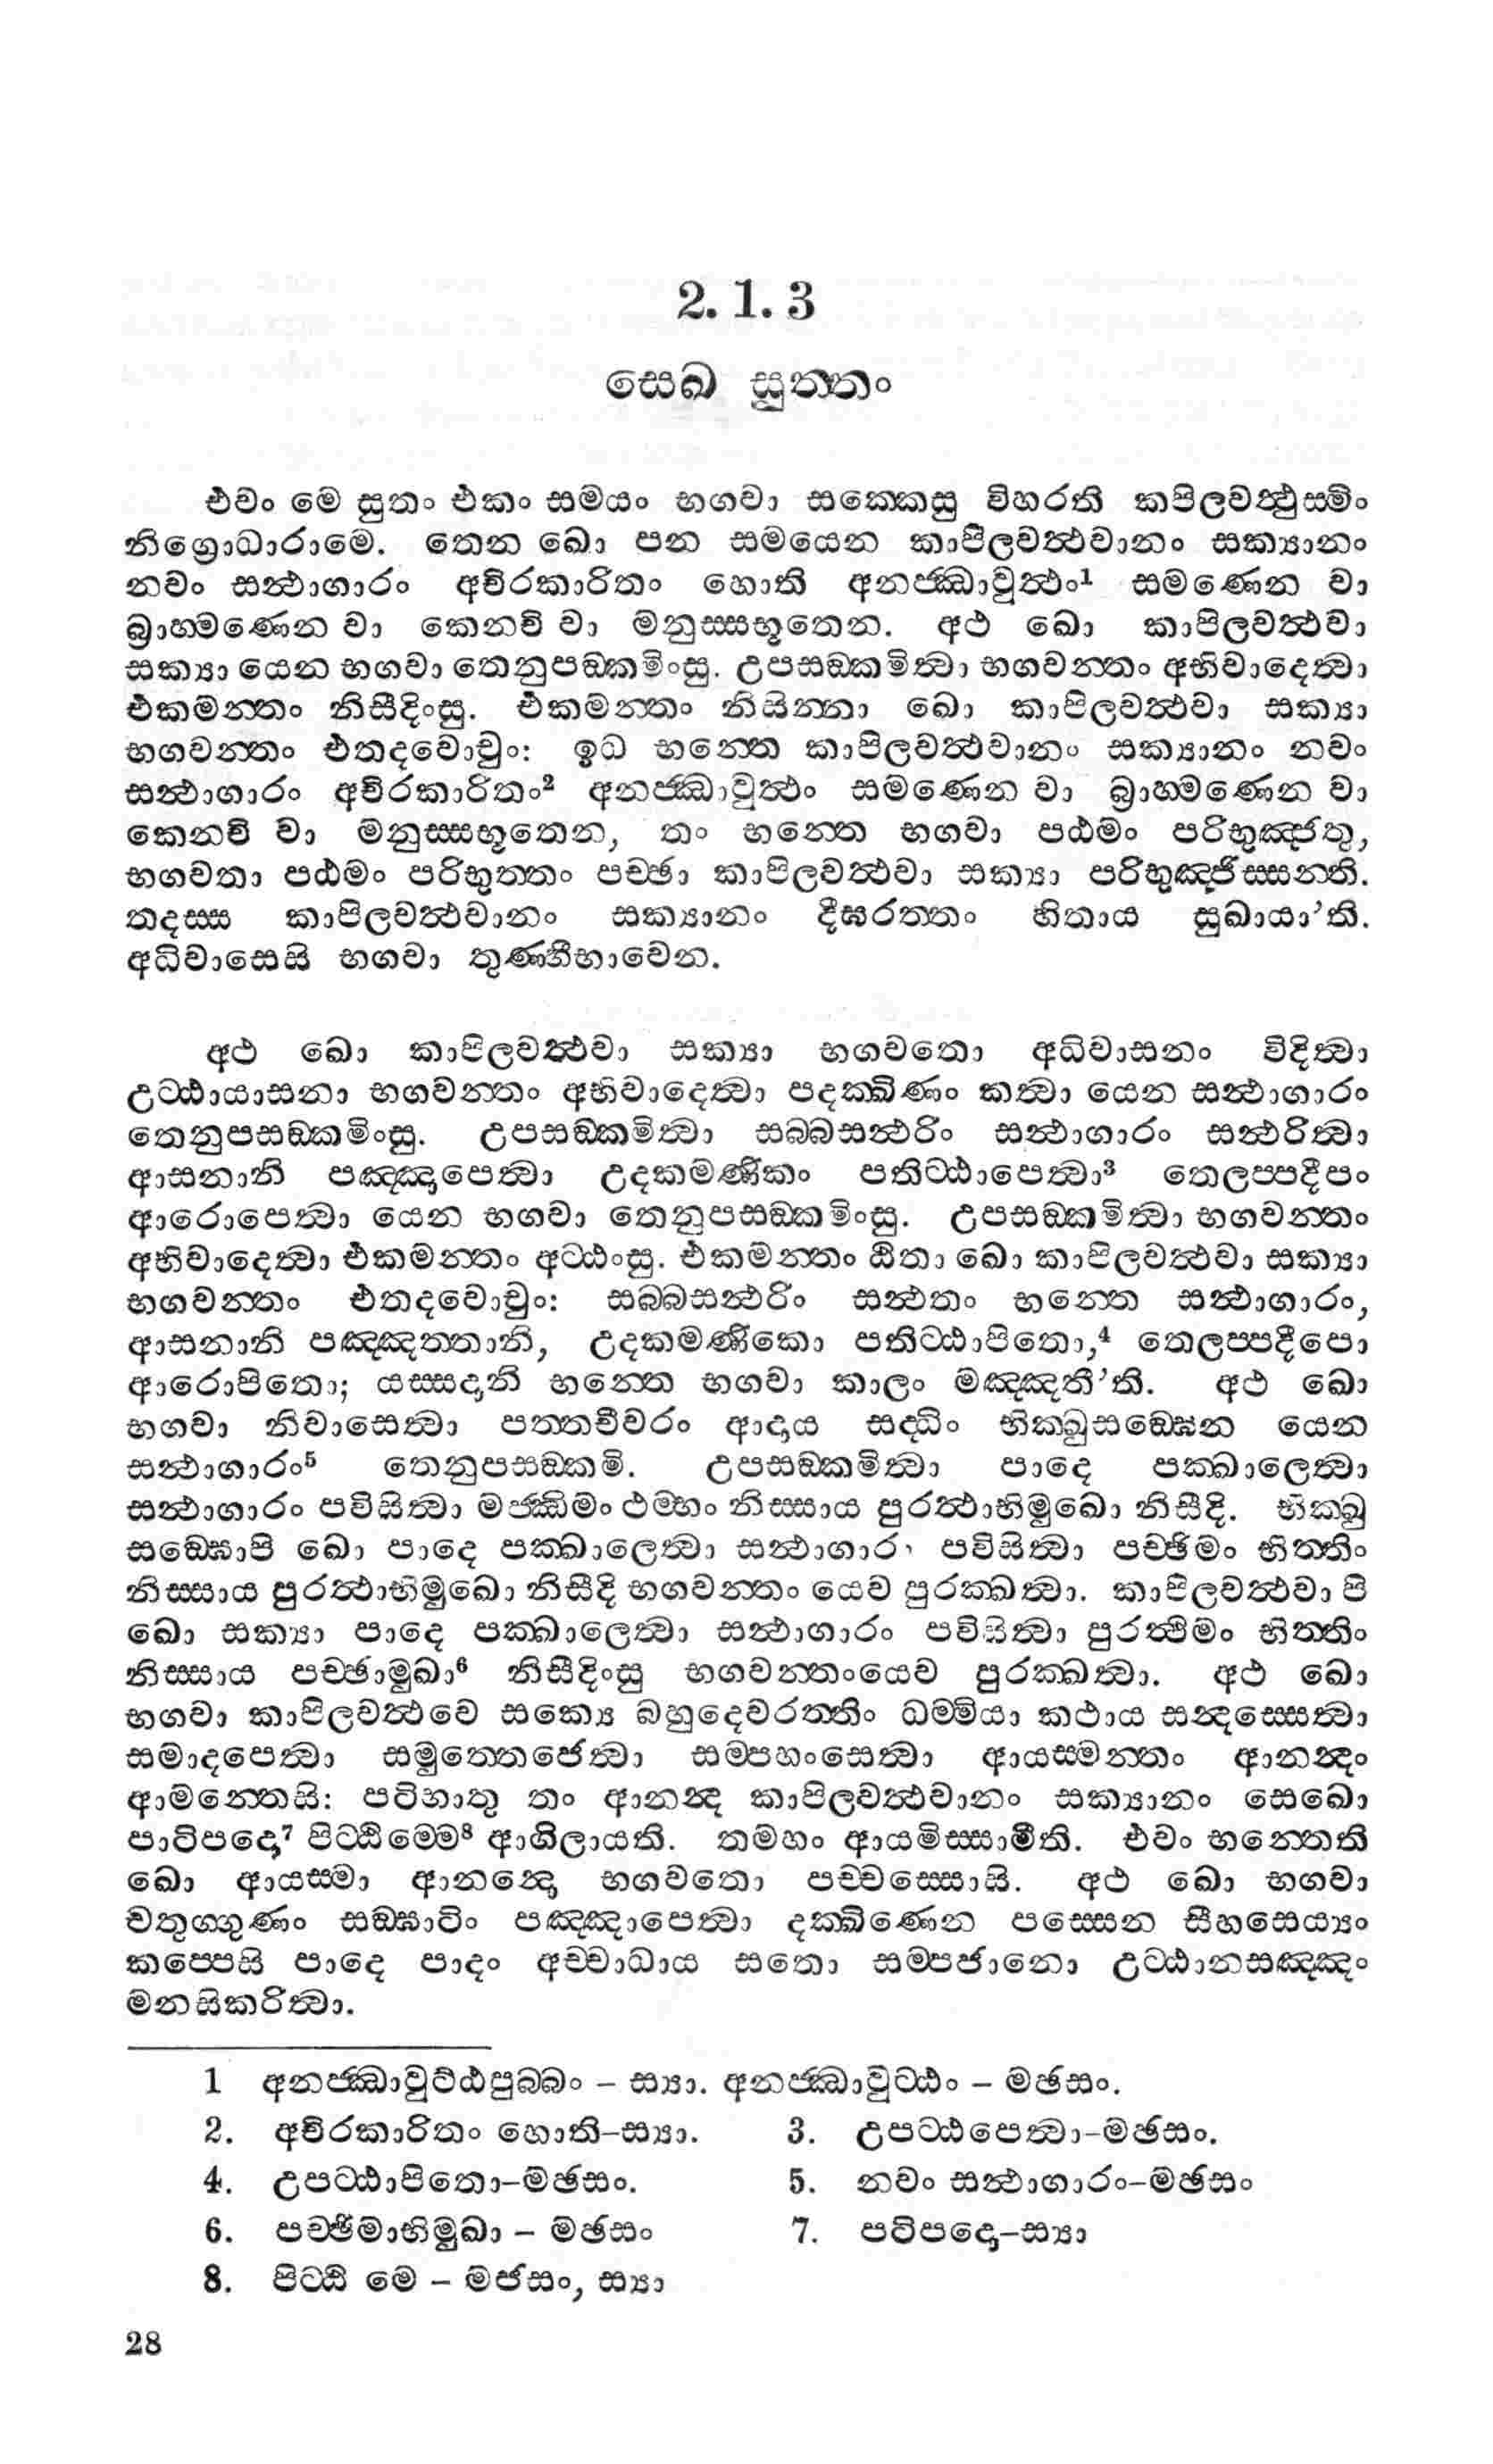 2. 1. 3
සෙඛ සුත්තං
එවං මෙ සුතං එකං සමයං භගවා සක්කෙසු විහරති කපිලවත්ථුස්මිං
නිග්‍රොධාරාමෙ. තෙන ඛො පන සමයෙන කාපිලවත්ථවානං සක්‍යානං
නවං සන්ථාගාරං අචිරකාරිතං හොති අනජ්ඣාවුත්ථං¹ සමණෙන වා
බ්‍රාහ්මණෙන වා කෙනචි වා මනුස්සභූතෙන. අථ ඛො කාපිලවත්ථවා
සක්‍යා යෙන භගවා තෙනුපඞ්කමිංසු. උපසඞ්කමිත්වා භගවන්තං අභිවාදෙත්වා
එකමන්තං නිසීදිංසු. එකමන්තං නිසින්නා ඛො කාපිලවත්ථවා සක්‍යා
භගවන්තං එතදවොචුං: ඉධ භන්තෙ කාපිලවත්ථවානං සක්‍යානං නවං
සන්ථාගාරං අචිරකාරිතං² අනජ්ඣාවුත්ථං සමණෙන වා බ්‍රාහ්මණෙන වා
කෙනචි වා මනුස්සභූතෙන, තං භන්තෙ භගවා පඨමං පරිභුඤ්ජතු,
භගවතා පඨමං පරිභුත්තං පච්ඡා කාපිලවත්ථවා සක්‍යා පරිභුඤ්ජිස්සන්ති.
තදස්ස කාපිලවත්ථවානං සක්‍යානං දීඝරත්තං හිතාය සුඛායා’ති.
අධිවාසෙසි භගවා තුණ්හීභාවෙන.
අථ ඛො කාපිලවත්ථවා සක්‍යා භගවතො අධිවාසනං විදිත්වා
උට්ඨායාසනා භගවන්තං අභිවාදෙත්වා පදක්ඛිණං කත්වා යෙන සන්ථාගාරං
තෙනුපසඞ්කමිංසු. උපසඞ්කමිත්වා සබ්බසන්ථරිං සන්ථාගාරං සන්ථරිත්වා
ආසනානි පඤ්ඤාපෙත්වා උදකමණිකං පතිට්ඨාපෙත්වා³ තෙලප්පදීපං
ආරොපෙත්වා යෙන භගවා තෙනුපසඞ්කමිංසු. උපසඞ්කමිත්වා භගවන්තං
අභිවාදෙත්වා එකමන්තං අට්ඨංසු. එකමන්තං ඨිතා ඛො කාපිලවත්ථවා සක්‍යා
භගවන්තං එතදවොචුං: සබ්බසන්ථරිං සන්ථතං භන්තෙ සන්ථාගාරං,
ආසනානි පඤ්ඤත්තානි, උදකමණිකො පතිට්ඨාපිතො,⁴ තෙලප්පදීපො
ආරොපිතො; යස්සදානි භන්තෙ භගවා කාලං මඤ්ඤතී’ති. අථ ඛො
භගවා නිවාසෙත්වා පත්තචීවරං ආදාය සද්ධිං භික්ඛුසඞ්ඝෙන යෙන
සන්ථාගාරං⁵ තෙනුපසඞ්කමි. උපසඞ්කමිත්වා පාදෙ පක්ඛාලෙත්වා
සන්ථාගාරං පවිසිත්වා මජ්ඣිමං ථම්භං නිස්සාය පුරත්ථාභිමුඛො නිසීදි. භික්ඛු
සඞ්ඝොපි ඛො පාදෙ පක්ඛාලෙත්වා සන්ථාගාරං පවිසිත්වා පච්ඡිමං භිත්තිං
නිස්සාය පුරත්ථාභිමුඛො නිසීදි භගවන්තං යෙව පුරක්ඛත්වා. කාපිලවත්ථවා පි
ඛො සක්‍යා පාදෙ පක්ඛාලෙත්වා සන්ථාගාරං පවිසිත්වා පුරත්ථිමං භිත්තිං
නිස්සාය පච්ඡාමුඛා⁶ නිසීදිංසු භගවන්තංයෙව පුරක්ඛත්වා. අථ ඛො
භගවා කාපිලවත්ථවෙ සක්‍යෙ බහුදෙවරත්තිං ධම්මියා කථාය සන්දස්සෙත්වා
සමාදපෙත්වා සමුත්තෙජෙත්වා සම්පහංසෙත්වා ආයස්මන්තං ආනන්දං
ආමන්තෙසි: පටිභාතු තං ආනන්ද කාපිලවත්ථවානං සක්‍යානං සෙඛො
පාටිපදො⁷ පිට්ඨිම්මෙ⁸ ආගිලායති. තමහං ආයමිස්සාමීති. එවං භන්තෙති
ඛො ආයස්මා ආනන්දො භගවතො පච්චස්සොසි. අථ ඛො භගවා
චතුග්ගුණං සඞ්ඝාටිං පඤ්ඤාපෙත්වා දක්ඛිණෙන පස්සෙන සීහසෙය්‍යං
කප්පෙසි පාදෙ පාදං අච්චාධාය සතො සම්පජානො උට්ඨානසඤ්ඤං
මනසිකරිත්වා.
1 අනජ්ඣාවුට්ඨපුබ්බං – ස්‍යා. අනජ්ඣාවුට්ඨං – මඡසං.
2. අචිරකාරිතං හොති–ස්‍යා. 3. උපට්ඨපෙත්වා–මඡසං.
4. උපට්ඨාපිතො–මඡසං. 5. නවං සන්ථාගාරං–මඡසං
6. පච්ඡිමාභිමුඛා – මඡසං 7. පටිපදො–ස්‍යා
8. පිට්ඨි මෙ – මජසං, ස්‍යා
28